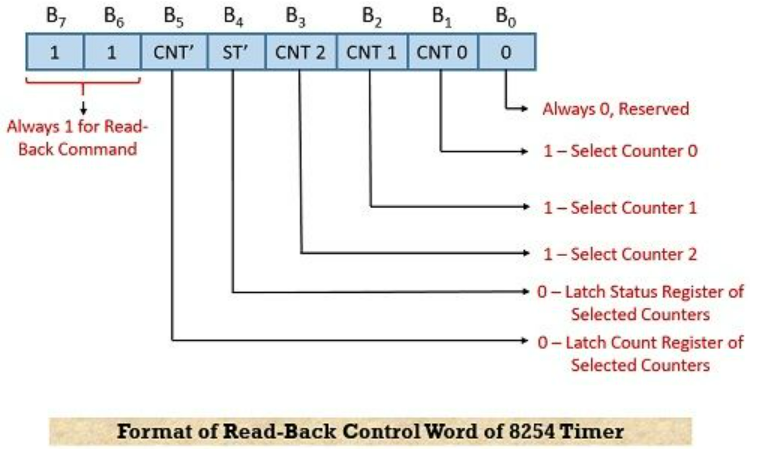 B₇ B₆ B₅ B₄ B₃ B₂ B₁ B₀
1 1 CNT′ ST′ CNT 2 CNT 1 CNT 0 0
Always 1 for Read-
Back Command
Always 0, Reserved
1 – Select Counter 0
1 – Select Counter 1
1 – Select Counter 2
0 – Latch Status Register of
Selected Counters
0 – Latch Count Register of
Selected Counters
Format of Read-Back Control Word of 8254 Timer